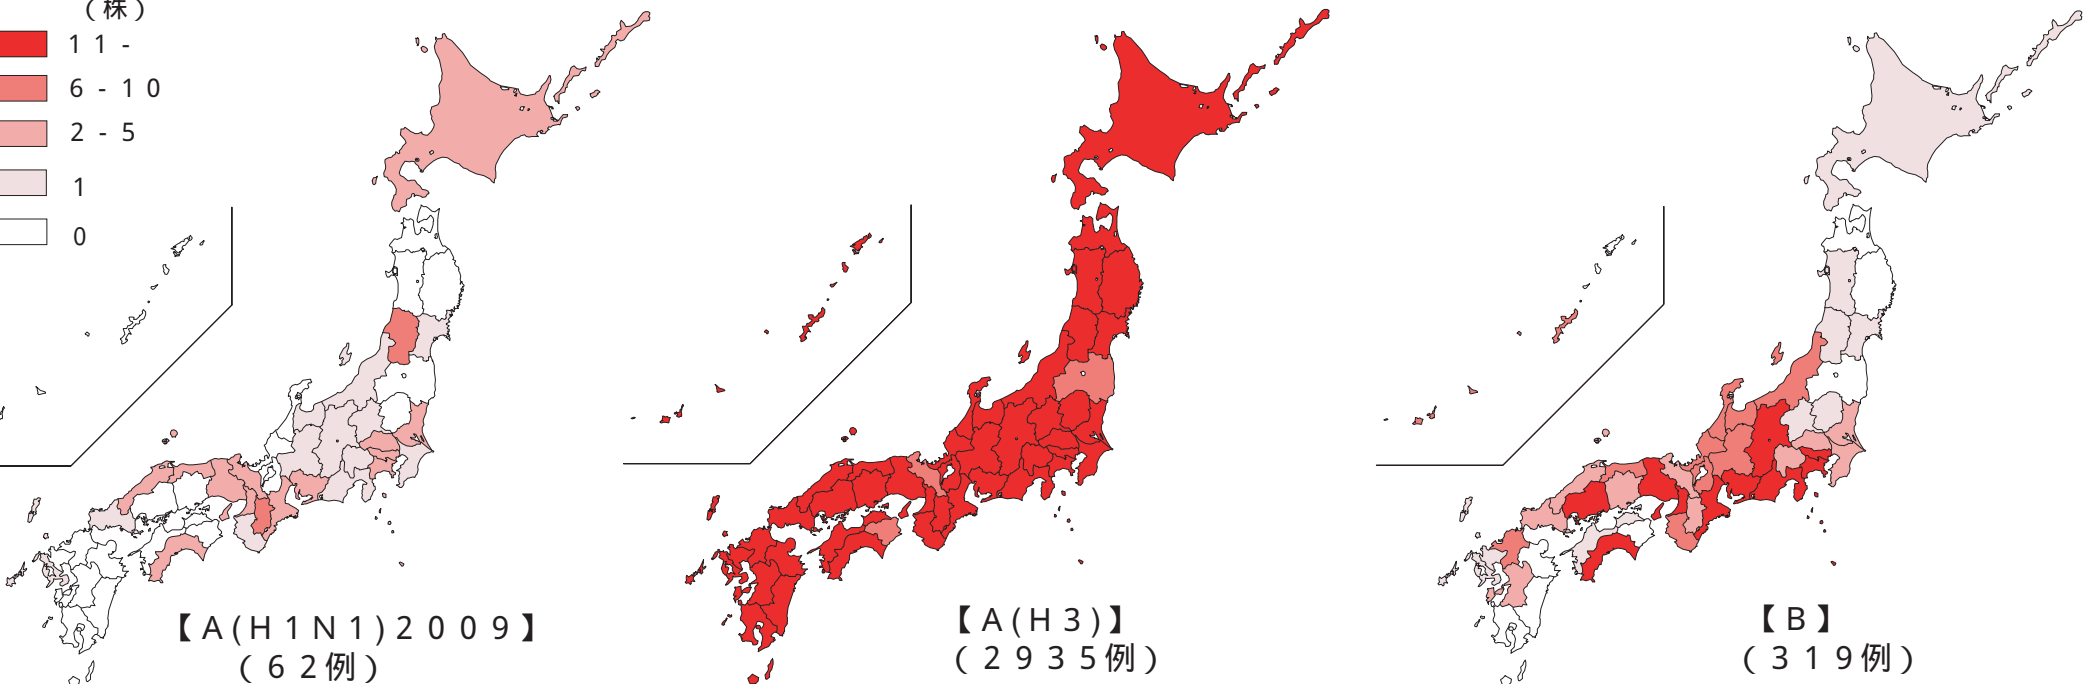 (株)
11-
6-10
2-5
1
0
【A(H1N1)2009】
(62例)
【A(H3)】
(2935例)
【B】
(319例)